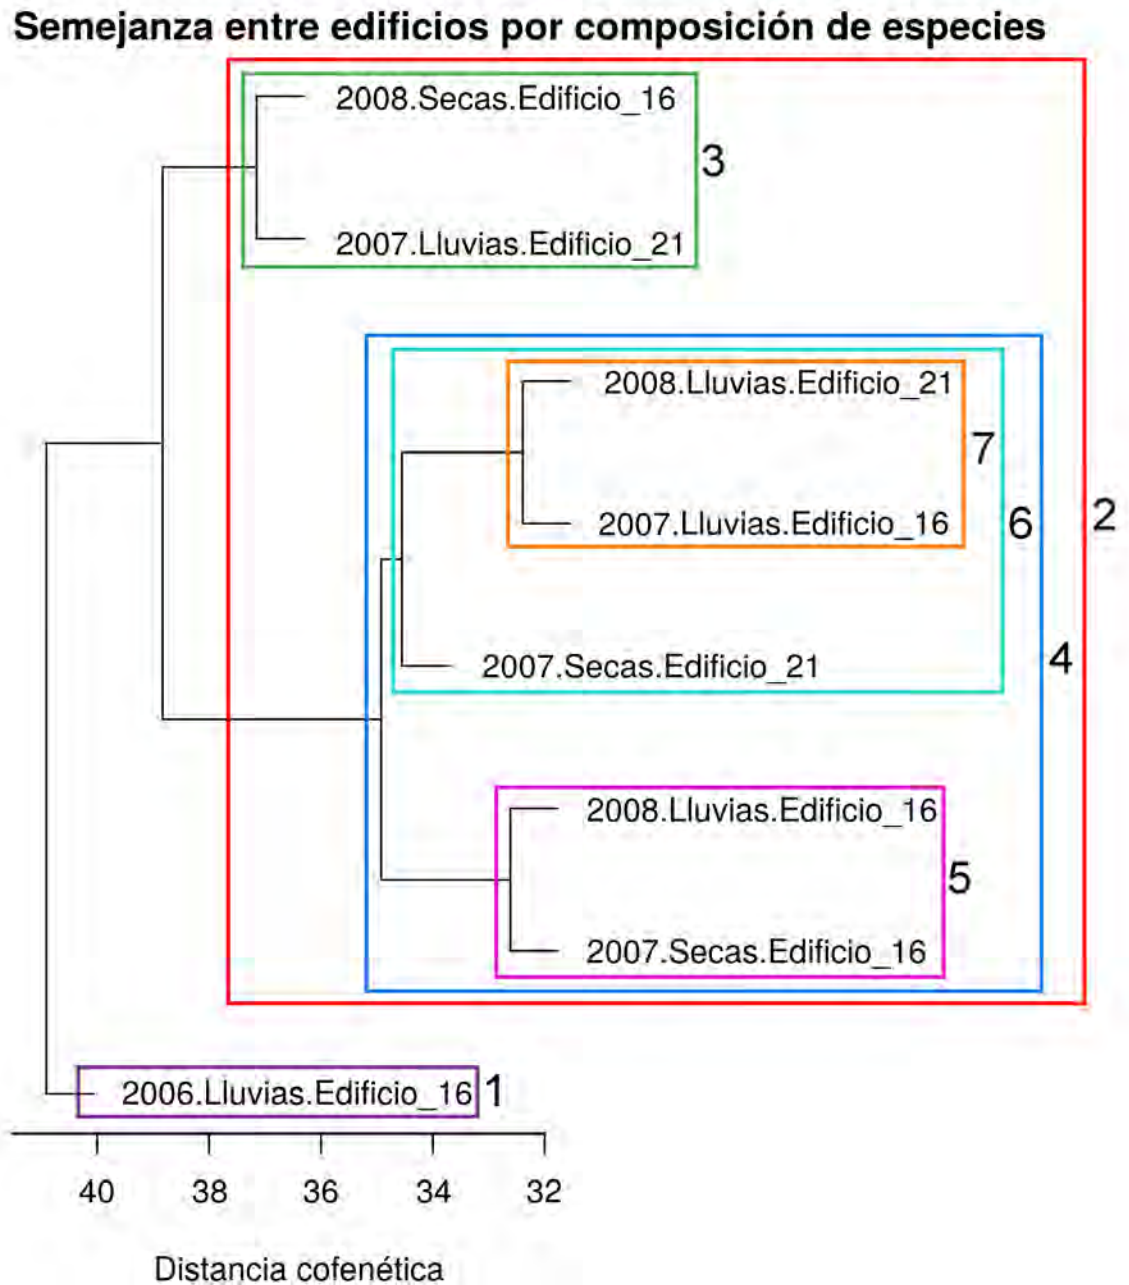 Semejanza entre edificios por composición de especies
2008.Secas.Edificio_16
3
2007.Lluvias.Edificio_21
2008.Lluvias.Edificio_21
7
2007.Lluvias.Edificio_16
6
2
2007.Secas.Edificio_21
4
2008.Lluvias.Edificio_16
5
2007.Secas.Edificio_16
2006.Lluvias.Edificio_16 1
40 38 36 34 32
Distancia cofenética